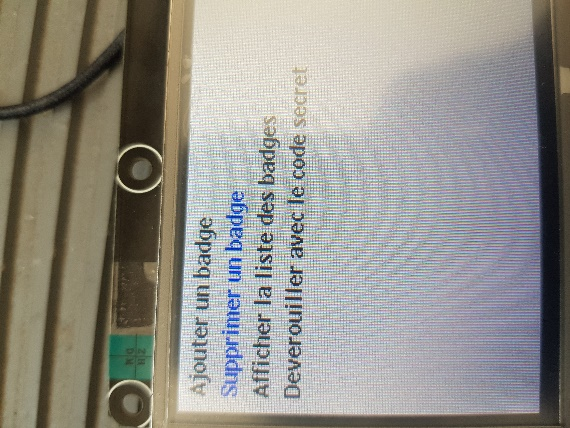 Ajouter un badge
Supprimer un badge
Afficher la liste des badges
Deverouiller avec le code secret